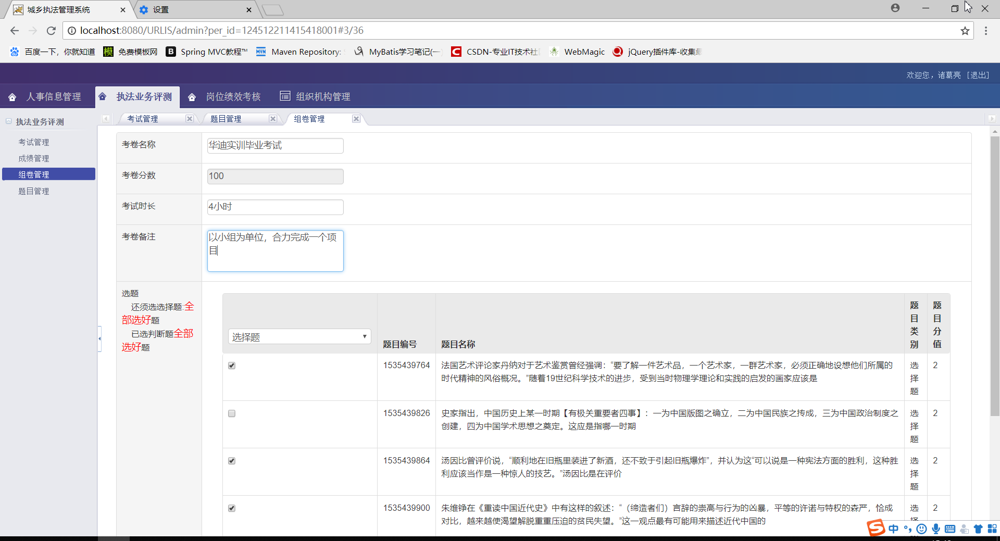 城乡执法管理系统
设置
localhost:8080/URLIS/admin?per_id=124512211415418001#3/36
百度一下，你就知道
模
免费模板网
B
Spring MVC教程™
Maven Repository:
MyBatis学习笔记(一
C
CSDN-专业IT技术社
WebMagic
jQuery插件库-收集最
欢迎您，诸葛亮 [退出]
人事信息管理
执法业务评测
岗位绩效考核
组织机构管理
执法业务评测
考试管理
成绩管理
组卷管理
题目管理
考试管理
题目管理
组卷管理
考卷名称
华迪实训毕业考试
考卷分数
100
考试时长
4小时
考卷备注
以小组为单位，合力完成一个项
目
选题
还须选选择题:全
部选好题
已选判断题全部
选好题
选择题
题目编号
题目名称
题
目
类
别
题
目
分
值
1535439764
法国艺术评论家丹纳对于艺术鉴赏曾经强调：“要了解一件艺术品，一个艺术家，一群艺术家，必须正确地设想他们所属的
时代精神的风俗概况。”随着19世纪科学技术的进步，受到当时物理学理论和实践的启发的画家应该是
选
择
题
2
1535439826
史家指出，中国历史上某一时期【有极关重要者四事】：一为中国版图之确立，二为中国民族之抟成，三为中国政治制度之
创建，四为中国学术思想之奠定。这应是指哪一时期
选
择
题
2
1535439864
汤因比曾评价说，“顺利地在旧瓶里装进了新酒，还不致于引起旧瓶爆炸”，并认为这“可以说是一种宪法方面的胜利，这种胜
利应该当作是一种惊人的技艺。”汤因比是在评价
选
择
题
2
1535439900
朱维铮在《重读中国近代史》中有这样的叙述：“（缔造者们）言辞的崇高与行为的凶暴，平等的许诺与特权的森严，恰成
对比，越来越使渴望解脱重重压迫的贫民失望。”这一观点最有可能用来描述近代中国的
选
2
中